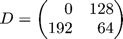 D = ( 0 128
192 64 )